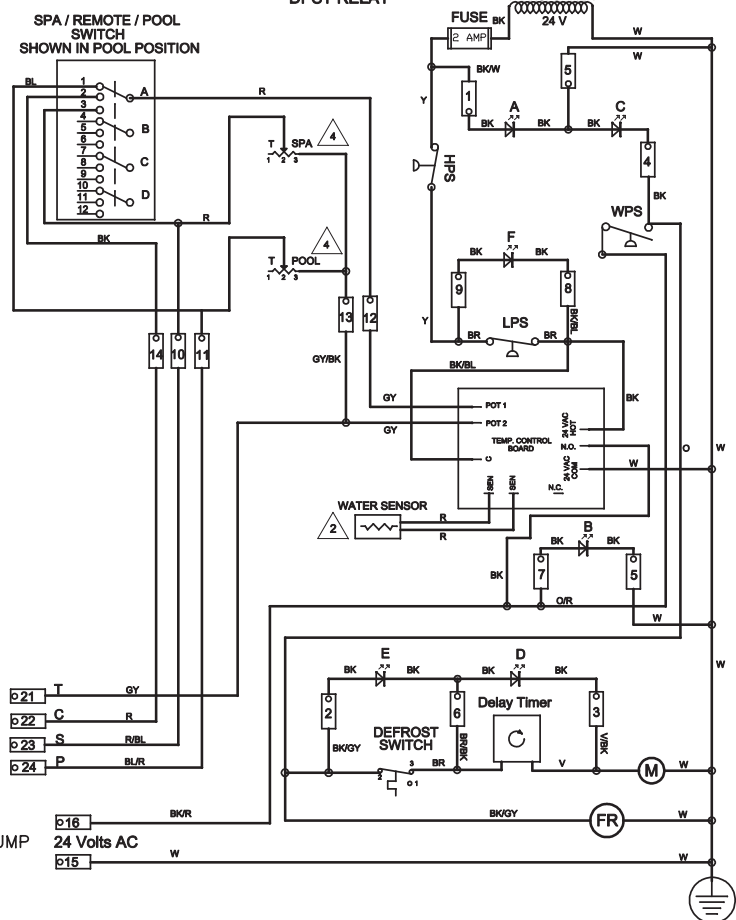 DPST RELAY
SPA / REMOTE / POOL
SWITCH
SHOWN IN POOL POSITION
FUSE
BK
2 AMP
24 V
W
W
BK/W
Y
1
5
A
C
BK
BK
BK
4
BK
HPS
WPS
BL
1
2
3
4
5
6
7
8
9
10
11
12
A
B
C
D
R
T
SPA
1 2 3
4
R
BK
T
POOL
1 2 3
4
F
BK
BK
9
8
LPS
BR
BR
BK/BL
Y
BK/BL
BK
14
10
11
13
12
GY/BK
GY
GY
POT 1
POT 2
TEMP. CONTROL
BOARD
C
24 VAC
HOT
N.O.
24 VAC
COM
N.C.
SEN
SEN
W
O
W
WATER SENSOR
2
R
R
B
BK
BK
7
5
BK
O/R
W
W
E
D
BK
BK
BK
BK
2
6
3
Delay Timer
DEFROST
SWITCH
BK/GY
BR/BK
V/BK
3
2
1
BR
V
M
W
21
T
GY
22
C
R
23
S
R/BL
24
P
BL/R
16
BK/R
BK/GY
FR
W
UMP
24 Volts AC
15
W
W